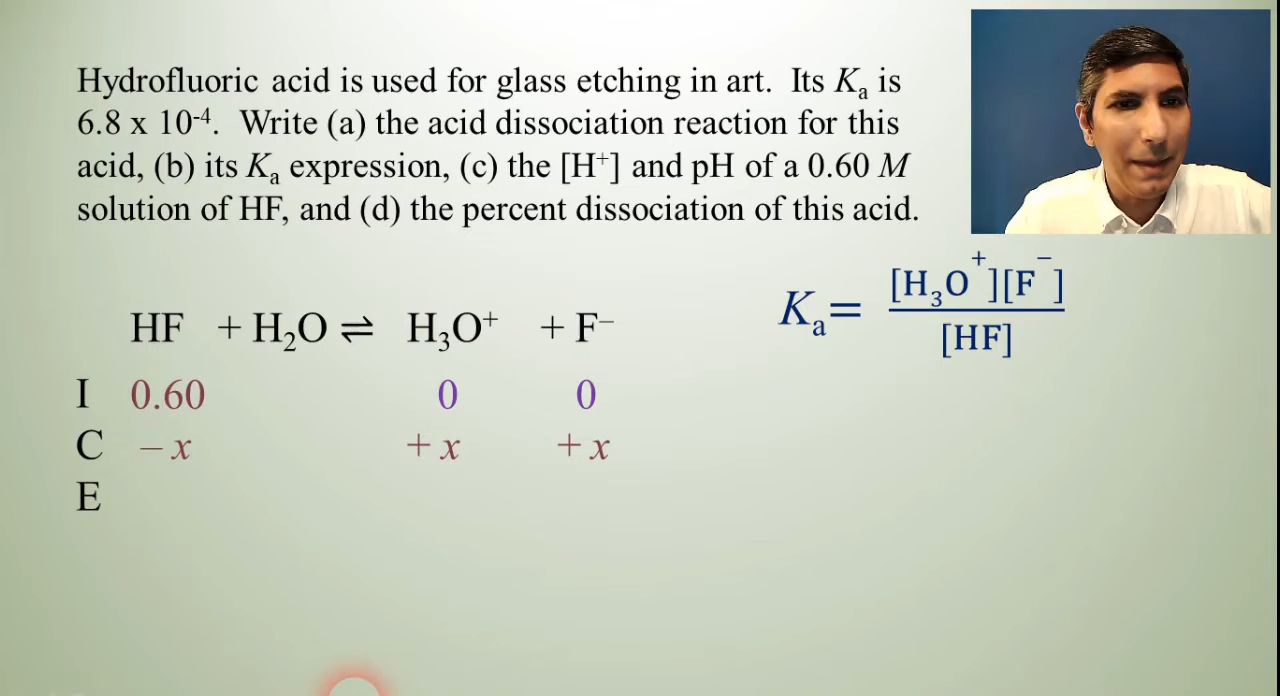 Hydrofluoric acid is used for glass etching in art. Its Kₐ is
6.8 x 10⁻⁴. Write (a) the acid dissociation reaction for this
acid, (b) its Kₐ expression, (c) the [H⁺] and pH of a 0.60 M
solution of HF, and (d) the percent dissociation of this acid.
HF + H₂O ⇌ H₃O⁺ + F⁻
Kₐ= [H₃O⁺][F⁻]
[HF]
I 0.60 0 0
C – x + x + x
E